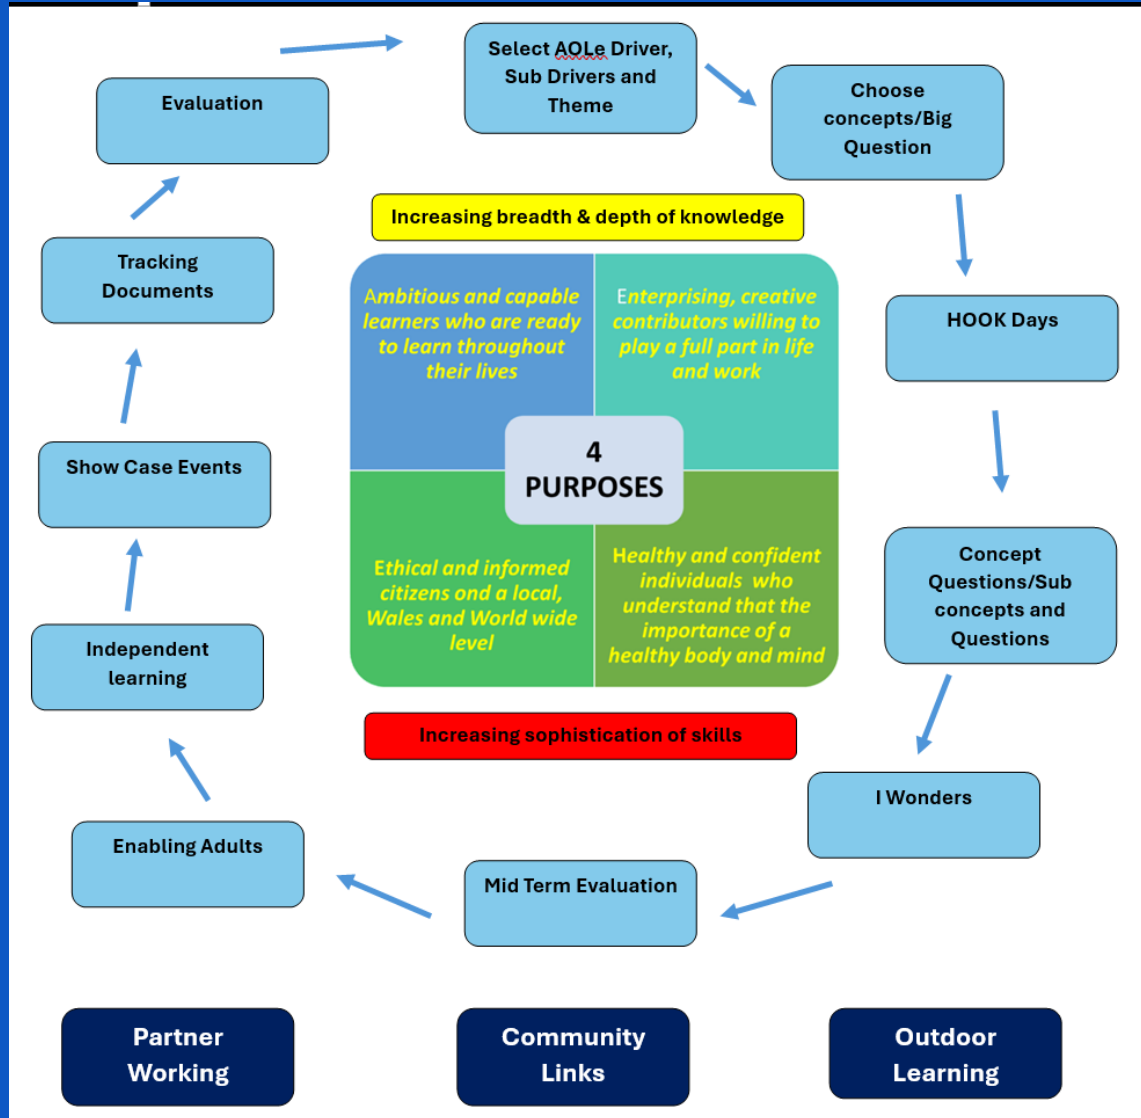 Select AOLe Driver,
Sub Drivers and
Theme
Choose
concepts/Big
Question
HOOK Days
Concept
Questions/Sub
concepts and
Questions
I Wonders
Mid Term Evaluation
Enabling Adults
Independent
learning
Show Case Events
Tracking
Documents
Evaluation
Increasing breadth & depth of knowledge
Ambitious and capable
learners who are ready
to learn throughout
their lives
Enterprising, creative
contributors willing to
play a full part in life
and work
4
PURPOSES
Ethical and informed
citizens ond a local,
Wales and World wide
level
Healthy and confident
individuals who
understand that the
importance of a
healthy body and mind
Increasing sophistication of skills
Partner
Working
Community
Links
Outdoor
Learning